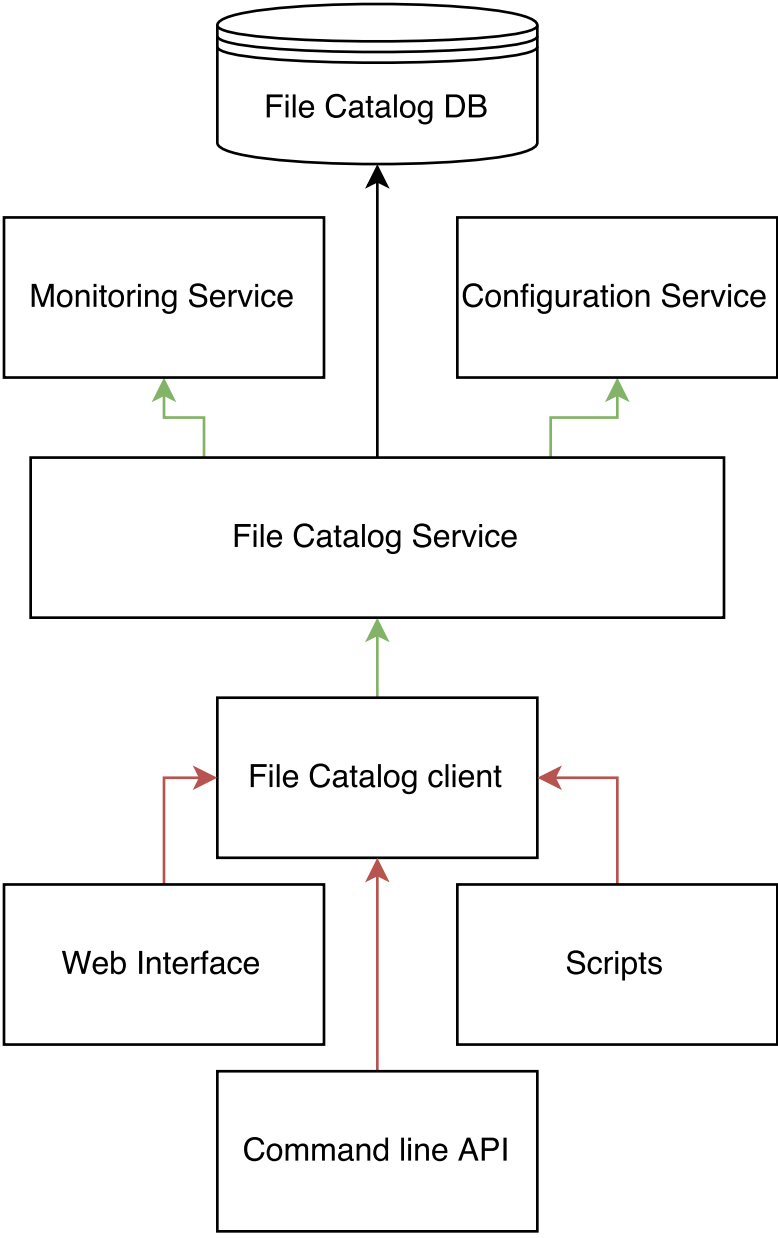 File Catalog DB
Monitoring Service
Configuration Service
File Catalog Service
File Catalog client
Web Interface
Scripts
Command line API